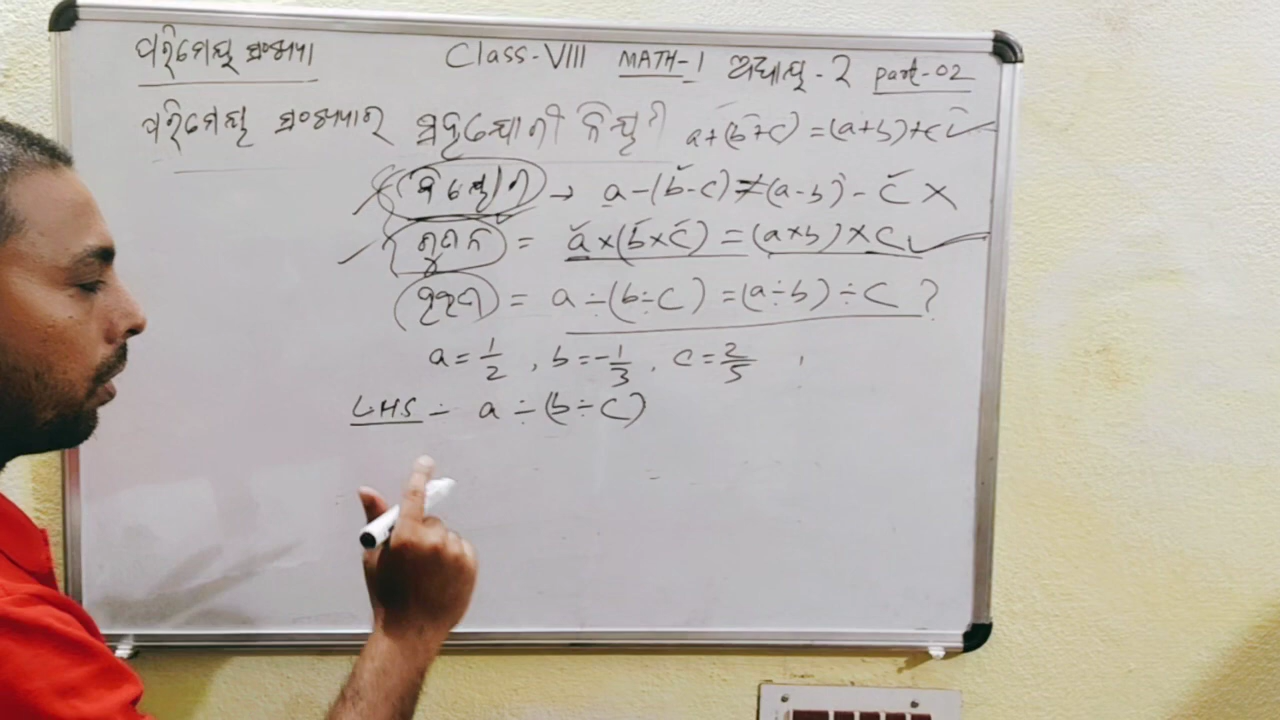 ପରିମେୟ ସଂଖ୍ୟା Class-VIII MATH-1 ଅଧ୍ୟାୟ-2 part-02
ପରିମେୟ ସଂଖ୍ୟାର ସହଯୋଗୀ ନିୟମ a+(b+c)=(a+b)+c ✓
ବିୟୋଗ → a-(b-c)≠(a-b)-c ×
ଗୁଣନ = a×(b×c)=(a×b)×c ✓
ହରଣ = a÷(b÷c)=(a÷b)÷c ?
a=1/2, b=-1/3, c=2/5,
LHS - a÷(b÷c)